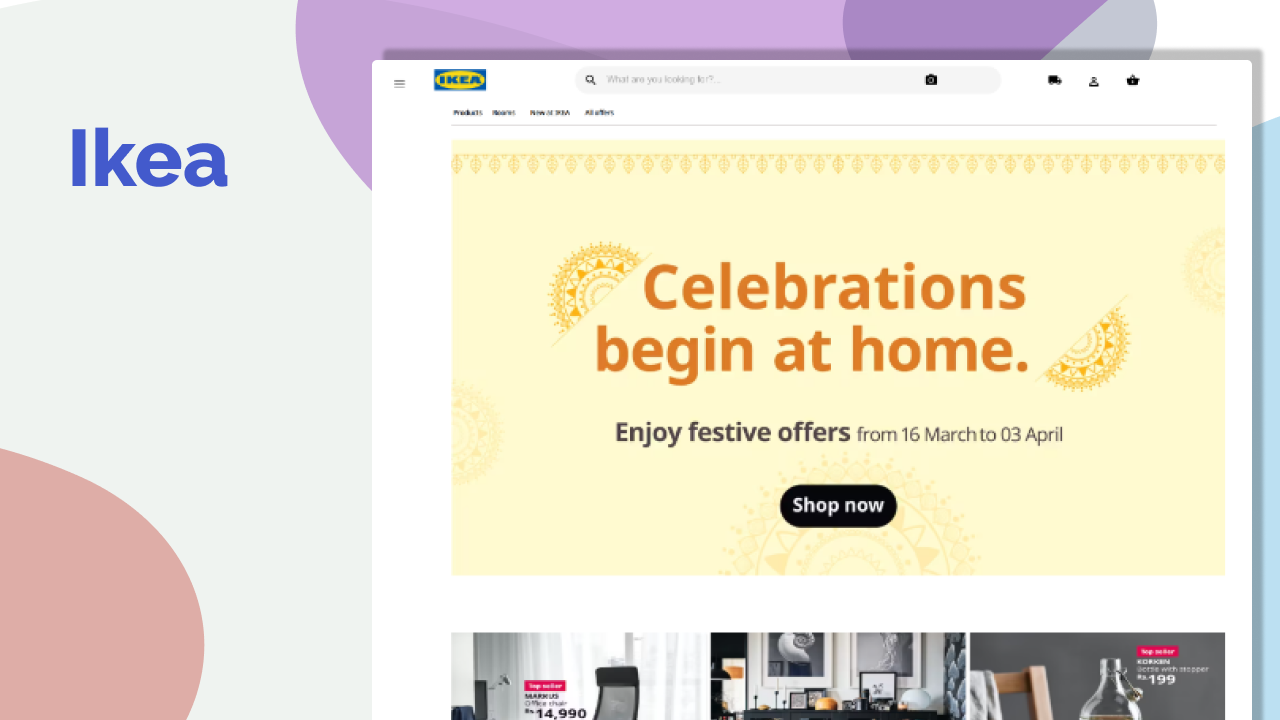 Ikea
IKEA
What are you looking for?...
Products Rooms New at IKEA All offers
Celebrations
begin at home.
Enjoy festive offers from 16 March to 03 April
Shop now
Top seller
MARKUS
Office chair
Rs.14,990
Top seller
KORKEN
Bottle with stopper
Rs.199